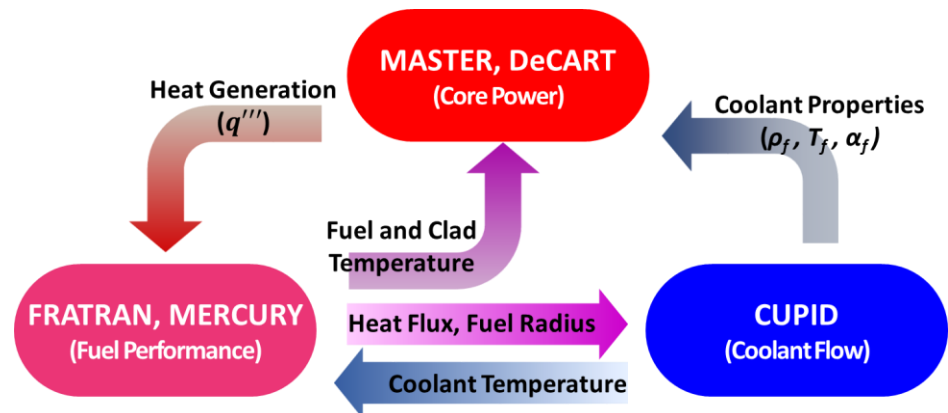 MASTER, DeCART
(Core Power)
Heat Generation
(q′′′)
Coolant Properties
(ρf, Tf, αf)
Fuel and Clad
Temperature
FRATRAN, MERCURY
(Fuel Performance)
Heat Flux, Fuel Radius
CUPID
(Coolant Flow)
Coolant Temperature